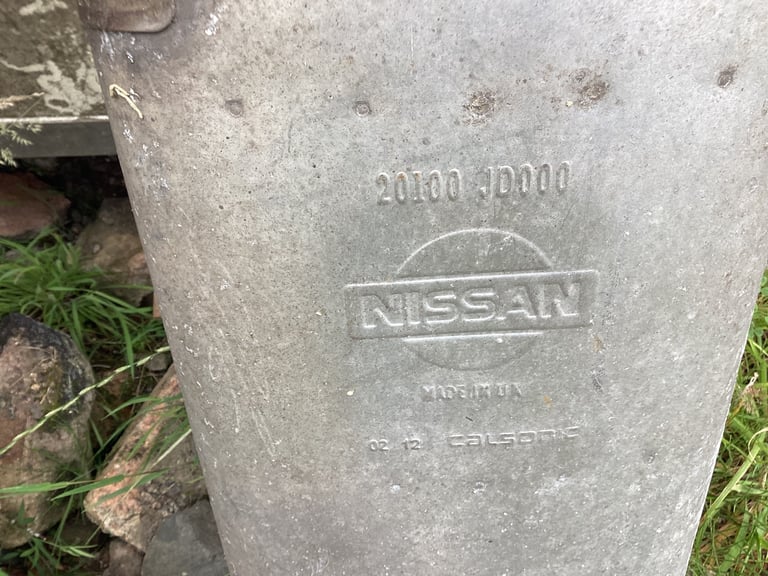 20100 JD000
NISSAN
MADE IN U.K
02 12 calsonic